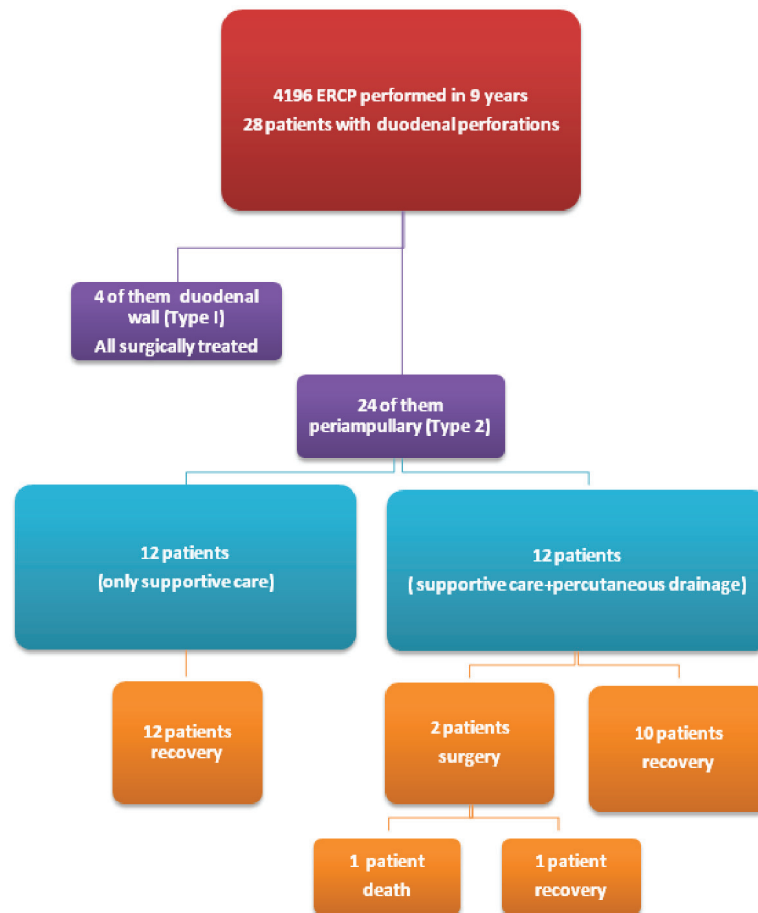 4196 ERCP performed in 9 years
28 patients with duodenal perforations
4 of them duodenal
wall (Type I)
All surgically treated
24 of them
periampullary (Type 2)
12 patients
(only supportive care)
12 patients
( supportive care+percutaneous drainage)
12 patients
recovery
2 patients
surgery
10 patients
recovery
1 patient
death
1 patient
recovery